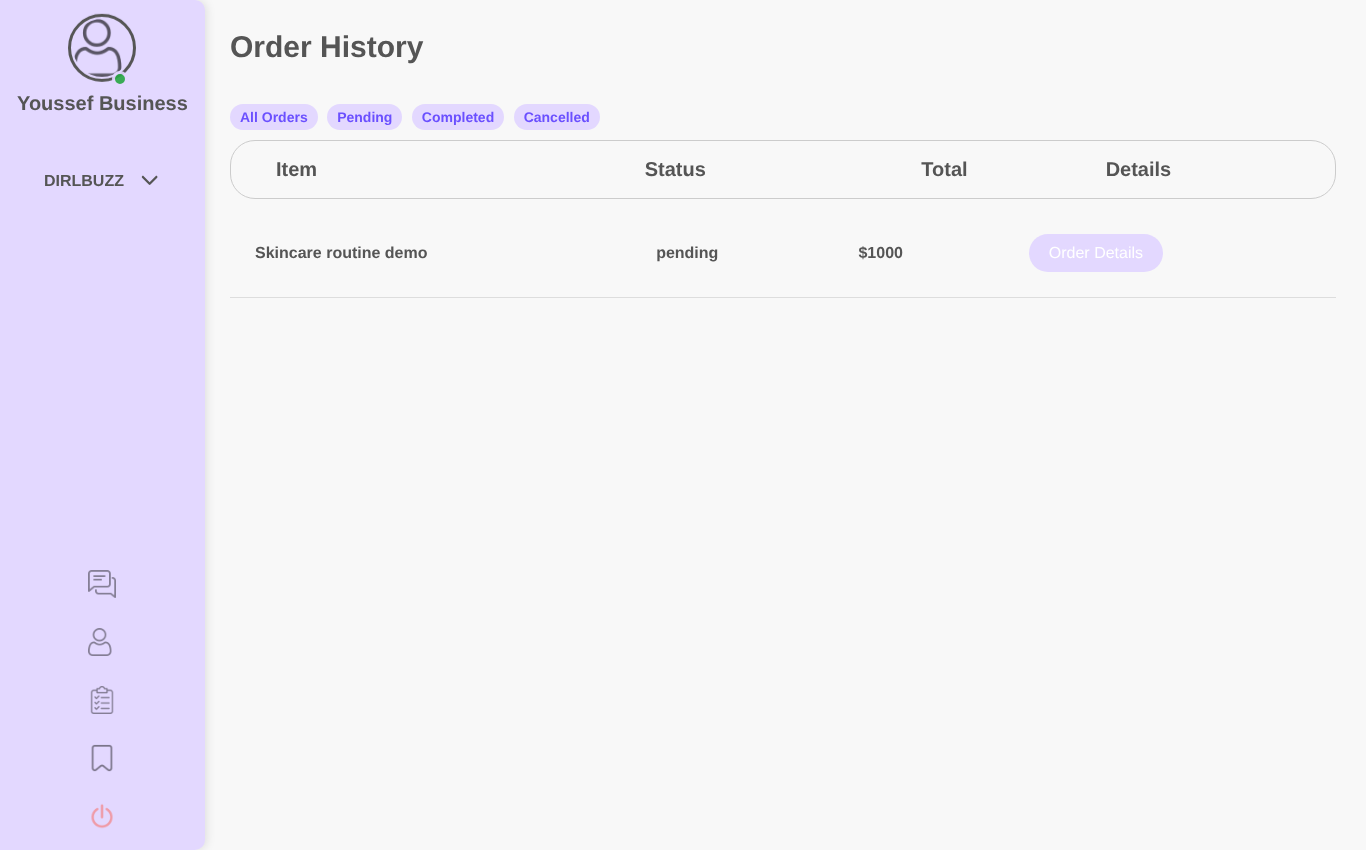 Youssef Business
DIRLBUZZ
Order History
All Orders Pending Completed Cancelled
Item Status Total Details
Skincare routine demo pending $1000 Order Details